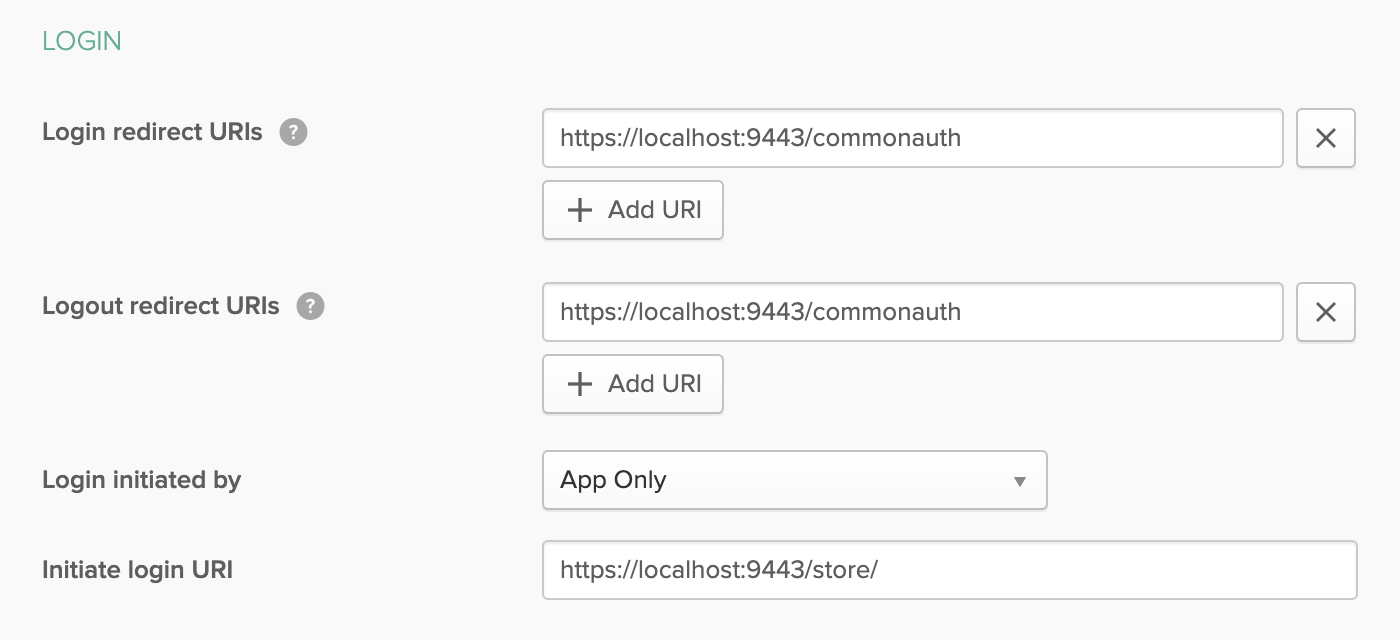 LOGIN
Login redirect URIs ?
https://localhost:9443/commonauth
Add URI
Logout redirect URIs ?
https://localhost:9443/commonauth
Add URI
Login initiated by
App Only
Initiate login URI
https://localhost:9443/store/